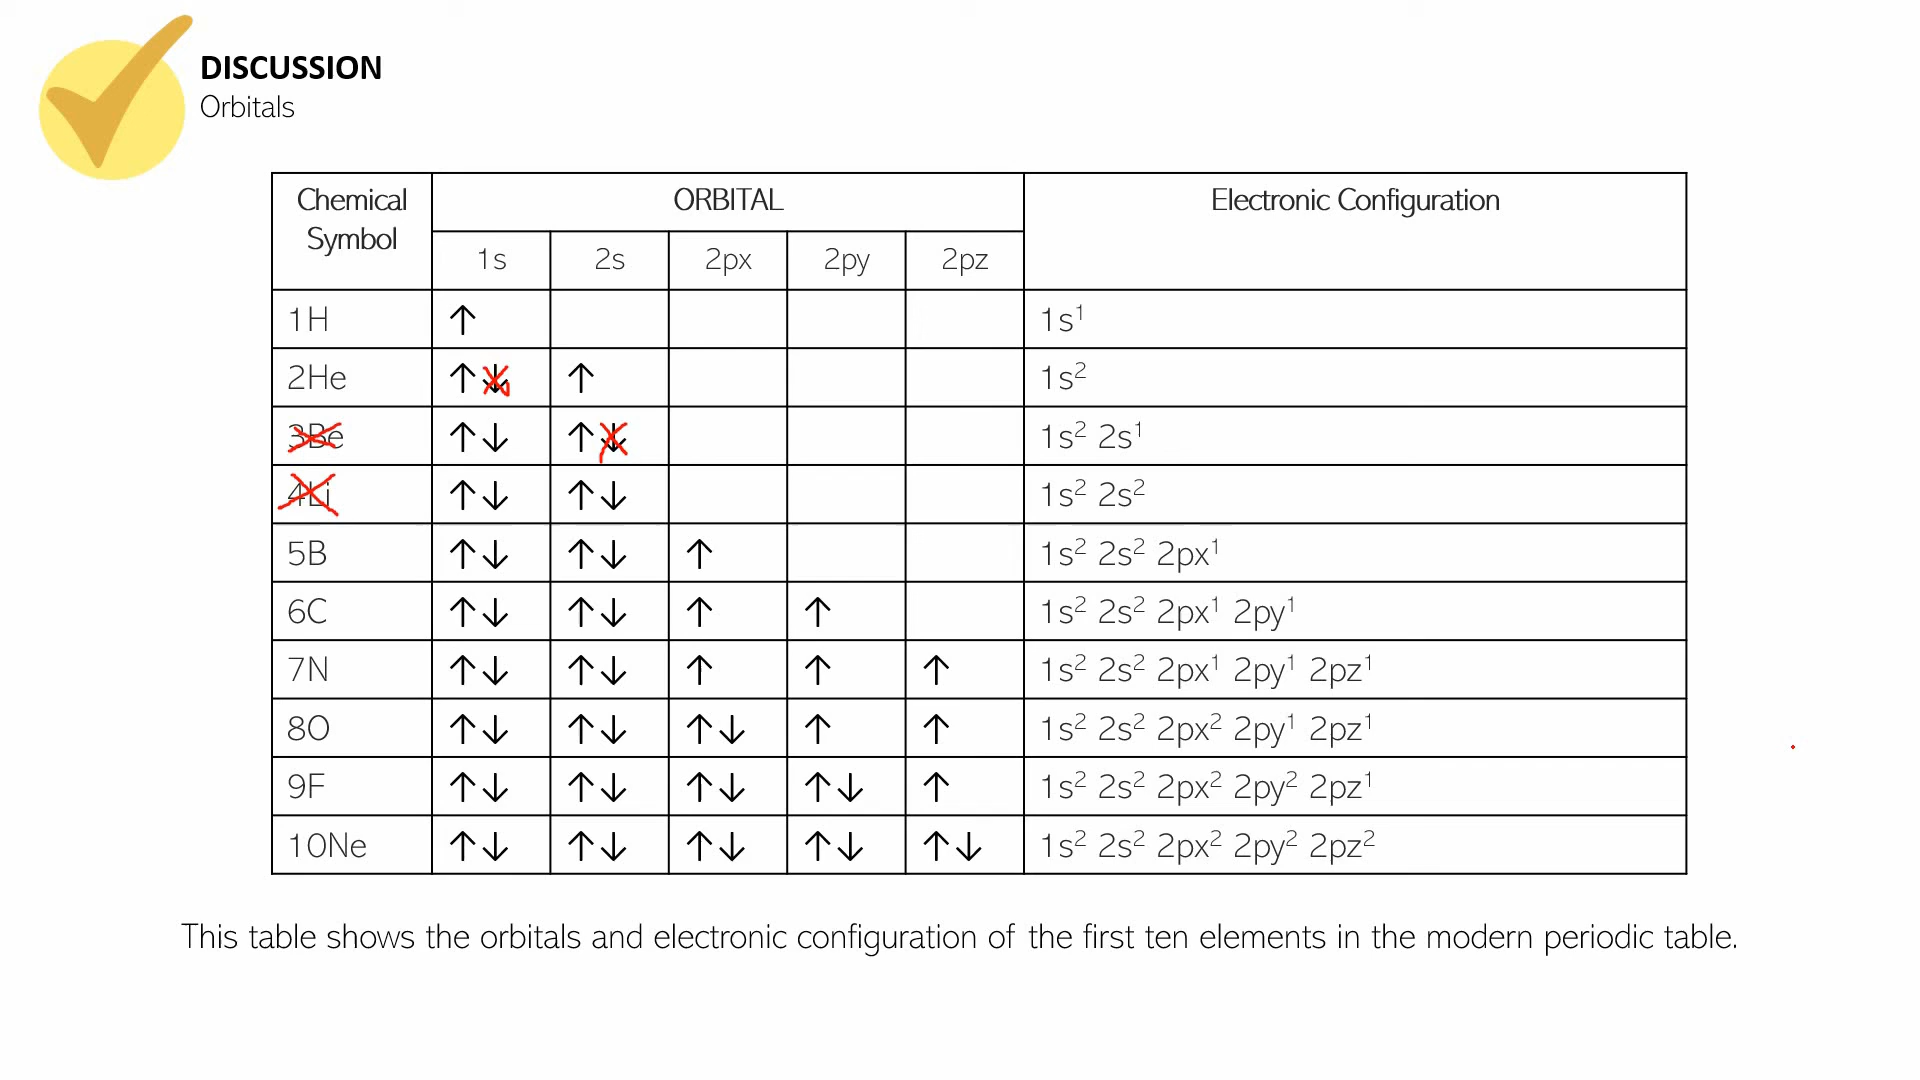 DISCUSSION
Orbitals
Chemical Symbol ORBITAL Electronic Configuration
1s 2s 2px 2py 2pz
1H ↑ 1s¹
2He ↑↓ ↑ 1s²
3Be ↑↓ ↑↓ 1s² 2s¹
4Li ↑↓ ↑↓ 1s² 2s²
5B ↑↓ ↑↓ ↑ 1s² 2s² 2px¹
6C ↑↓ ↑↓ ↑ ↑ 1s² 2s² 2px¹ 2py¹
7N ↑↓ ↑↓ ↑ ↑ ↑ 1s² 2s² 2px¹ 2py¹ 2pz¹
8O ↑↓ ↑↓ ↑↓ ↑ ↑ 1s² 2s² 2px² 2py¹ 2pz¹
9F ↑↓ ↑↓ ↑↓ ↑↓ ↑ 1s² 2s² 2px² 2py² 2pz¹
10Ne ↑↓ ↑↓ ↑↓ ↑↓ ↑↓ 1s² 2s² 2px² 2py² 2pz²
This table shows the orbitals and electronic configuration of the first ten elements in the modern periodic table.